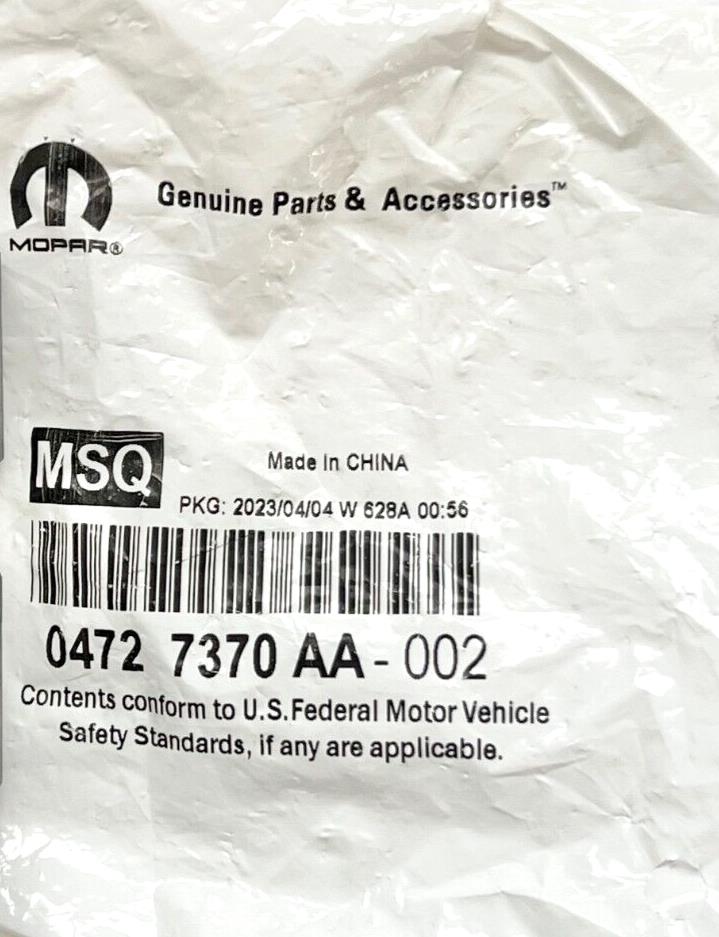 Genuine Parts & Accessories™
MOPAR®
MSQ
Made In CHINA
PKG: 2023/04/04 W 628A 00:56
0472 7370 AA - 002
Contents conform to U.S.Federal Motor Vehicle
Safety Standards, if any are applicable.